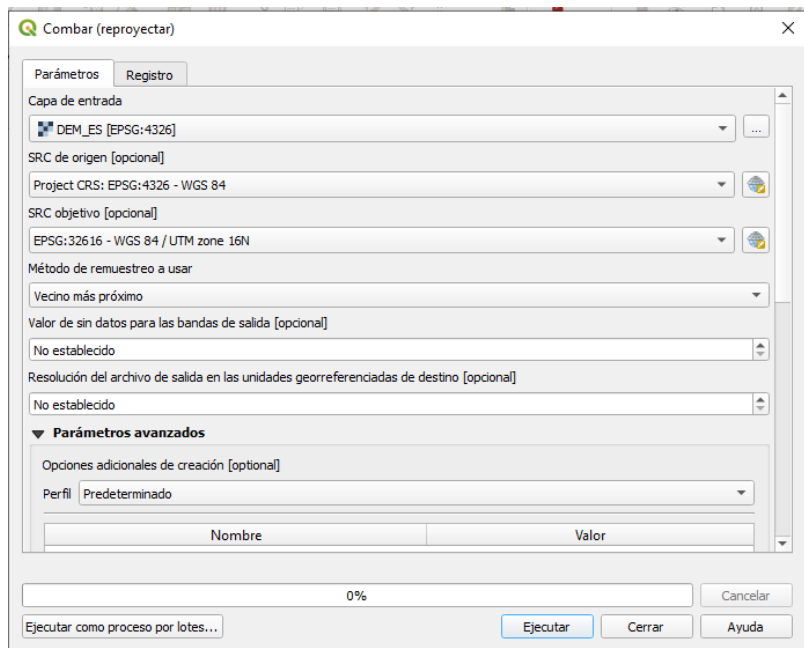 Combar (reproyectar)
Parámetros Registro
Capa de entrada
DEM_ES [EPSG:4326]
...
SRC de origen [opcional]
Project CRS: EPSG:4326 - WGS 84
SRC objetivo [opcional]
EPSG:32616 - WGS 84 / UTM zone 16N
Método de remuestreo a usar
Vecino más próximo
Valor de sin datos para las bandas de salida [opcional]
No establecido
Resolución del archivo de salida en las unidades georreferenciadas de destino [opcional]
No establecido
Parámetros avanzados
Opciones adicionales de creación [optional]
Perfil Predeterminado
Nombre Valor
0% Cancelar
Ejecutar como proceso por lotes... Ejecutar Cerrar Ayuda